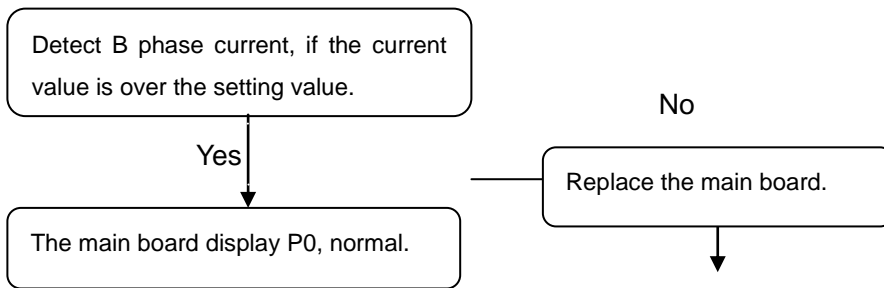 Detect B phase current, if the current
value is over the setting value.
No
Yes
Replace the main board.
The main board display P0, normal.